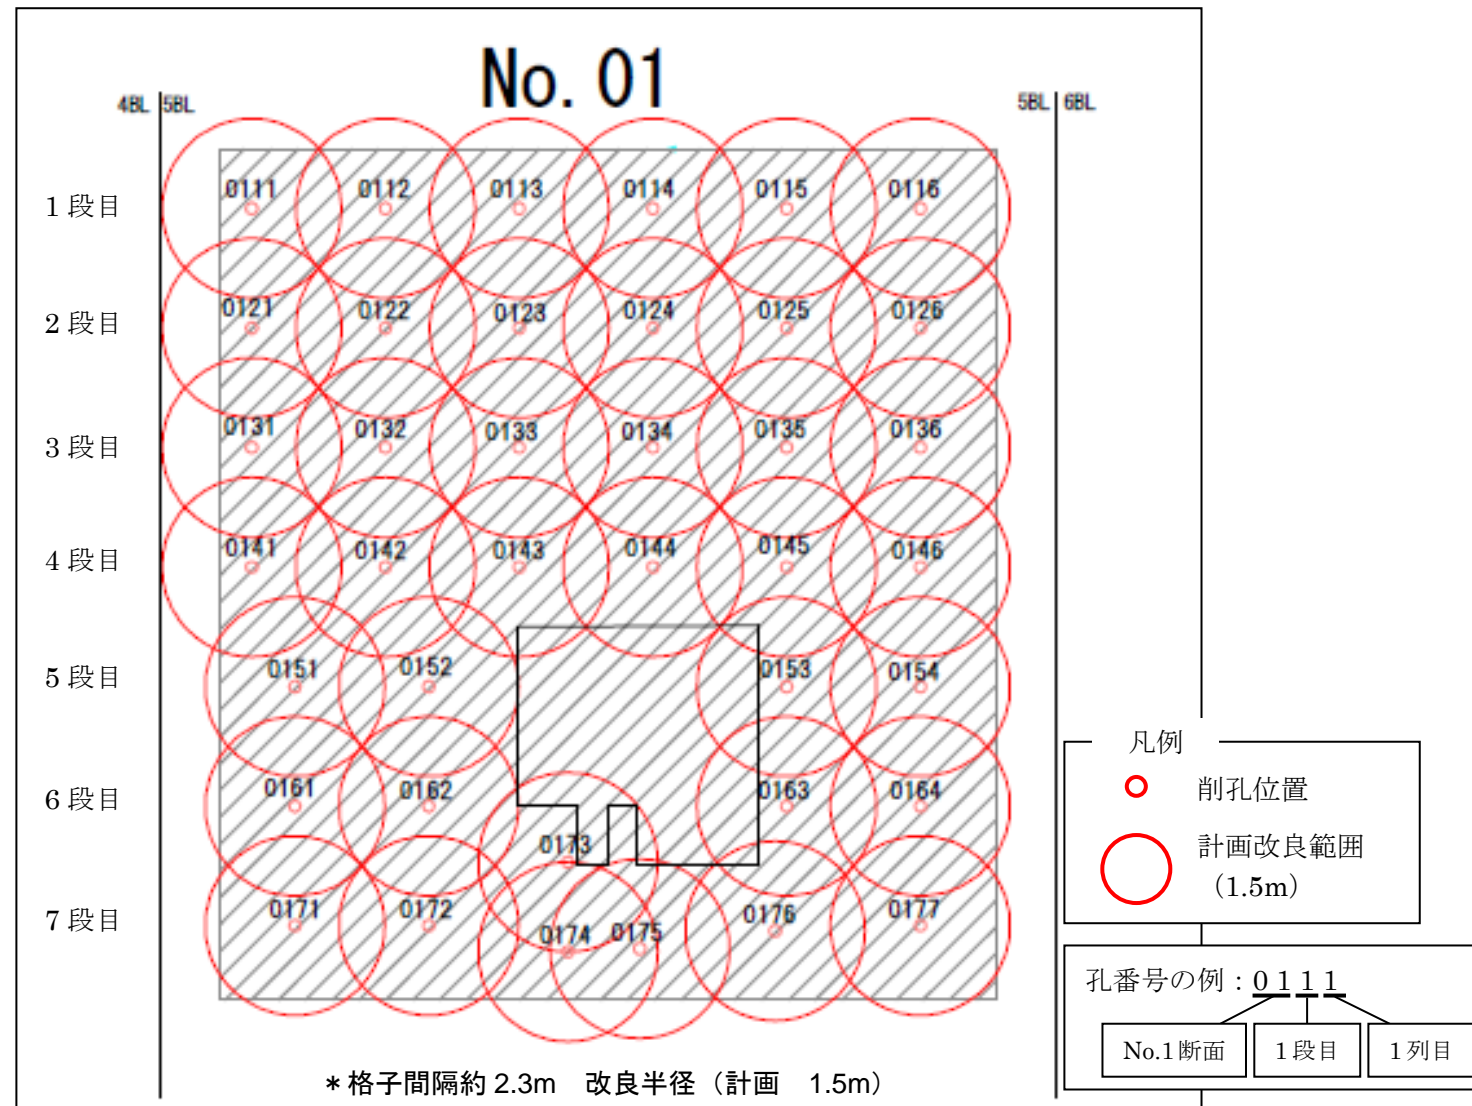 No. 01
4BL 5BL
5BL 6BL
1段目
0111 0112 0113 0114 0115 0116
2段目
0121 0122 0123 0124 0125 0126
3段目
0131 0132 0133 0134 0135 0136
4段目
0141 0142 0143 0144 0145 0146
5段目
0151 0152 0153 0154
6段目
0161 0162 0163 0164
0173
7段目
0171 0172 0174 0175 0176 0177
*格子間隔約 2.3m 改良半径（計画 1.5m）
凡例
削孔位置
計画改良範囲
（1.5m）
孔番号の例：0111
No.1断面 1段目 1列目